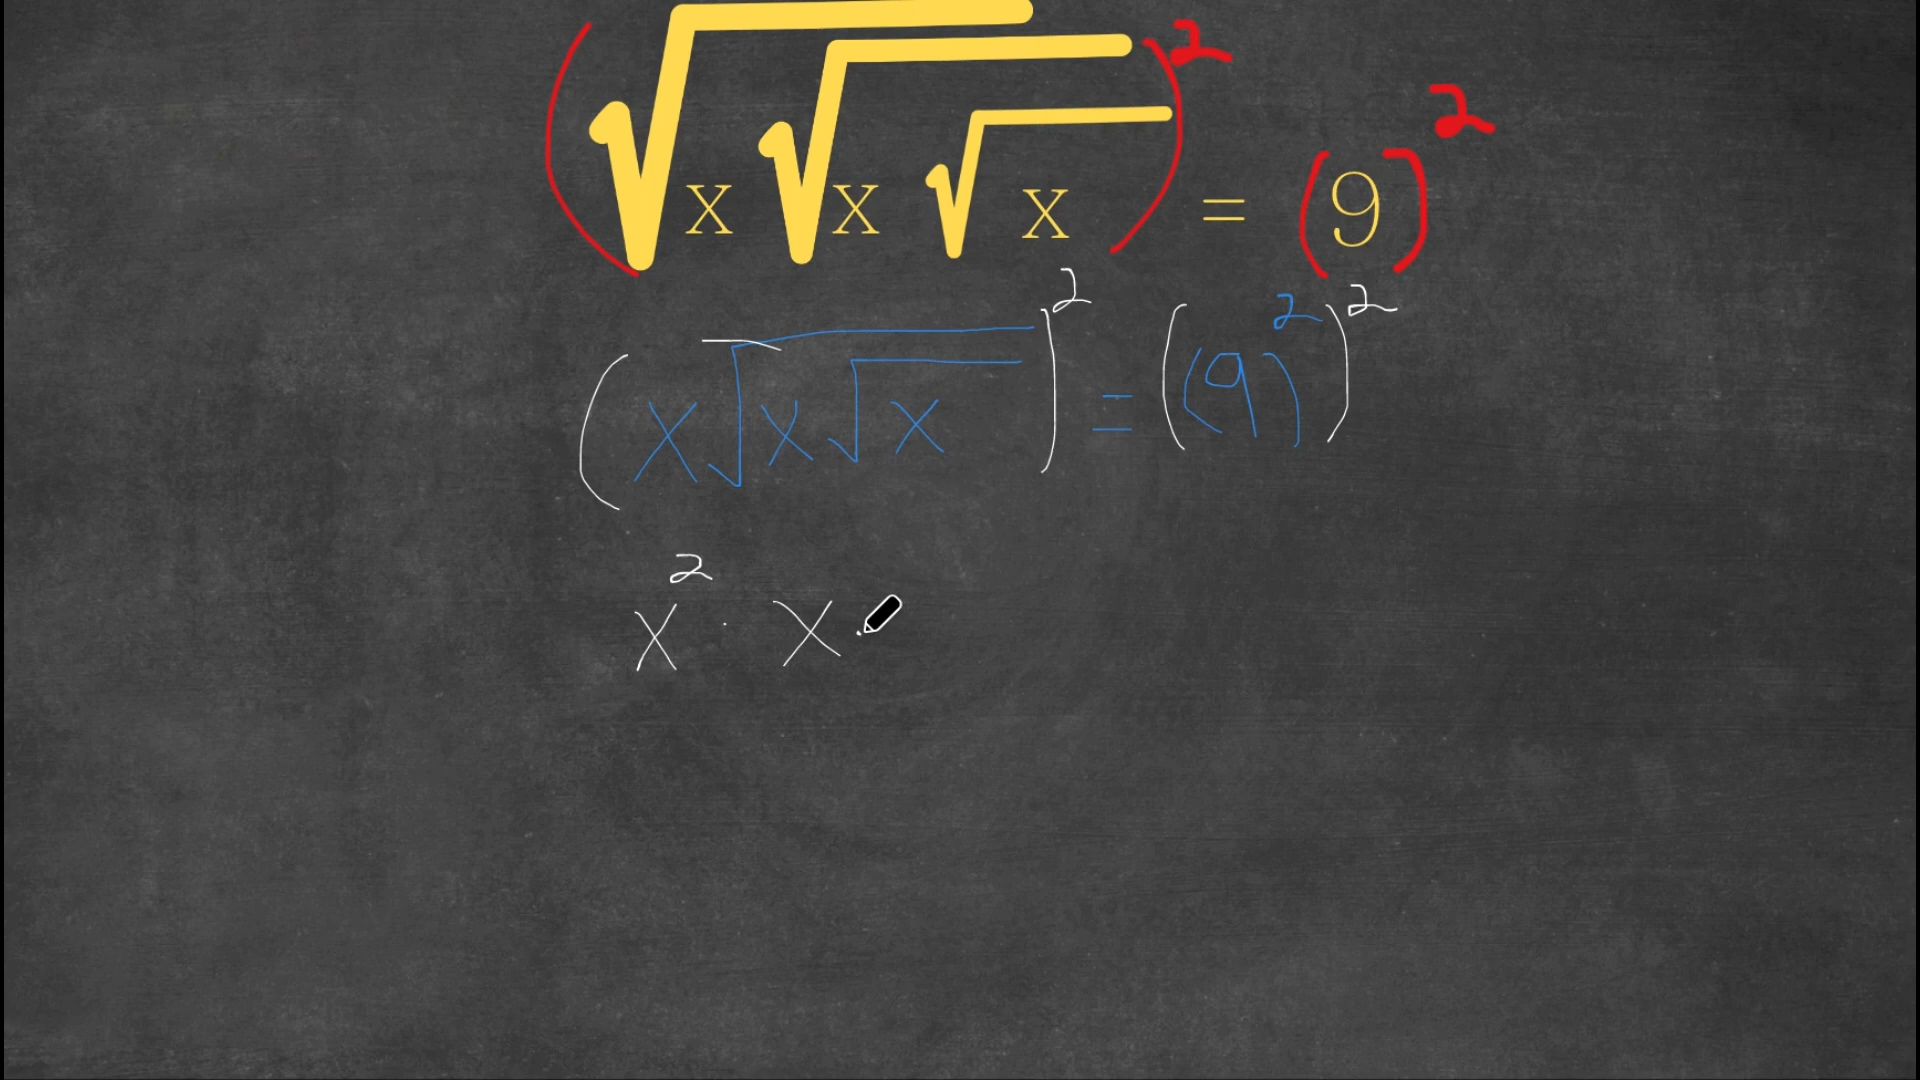 (√(x√(x√x)))² = (9)²
(x√(x√x))² = ((9)²)²
x² · x ·